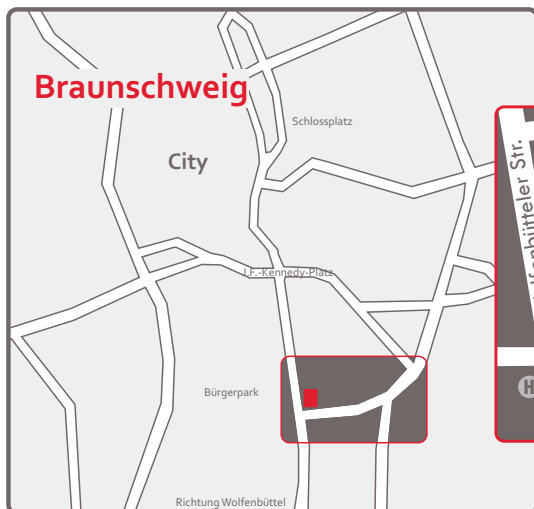 Braunschweig
Schlossplatz
City
J.F.-Kennedy-Platz
Bürgerpark
Richtung Wolfenbüttel
Str.
H